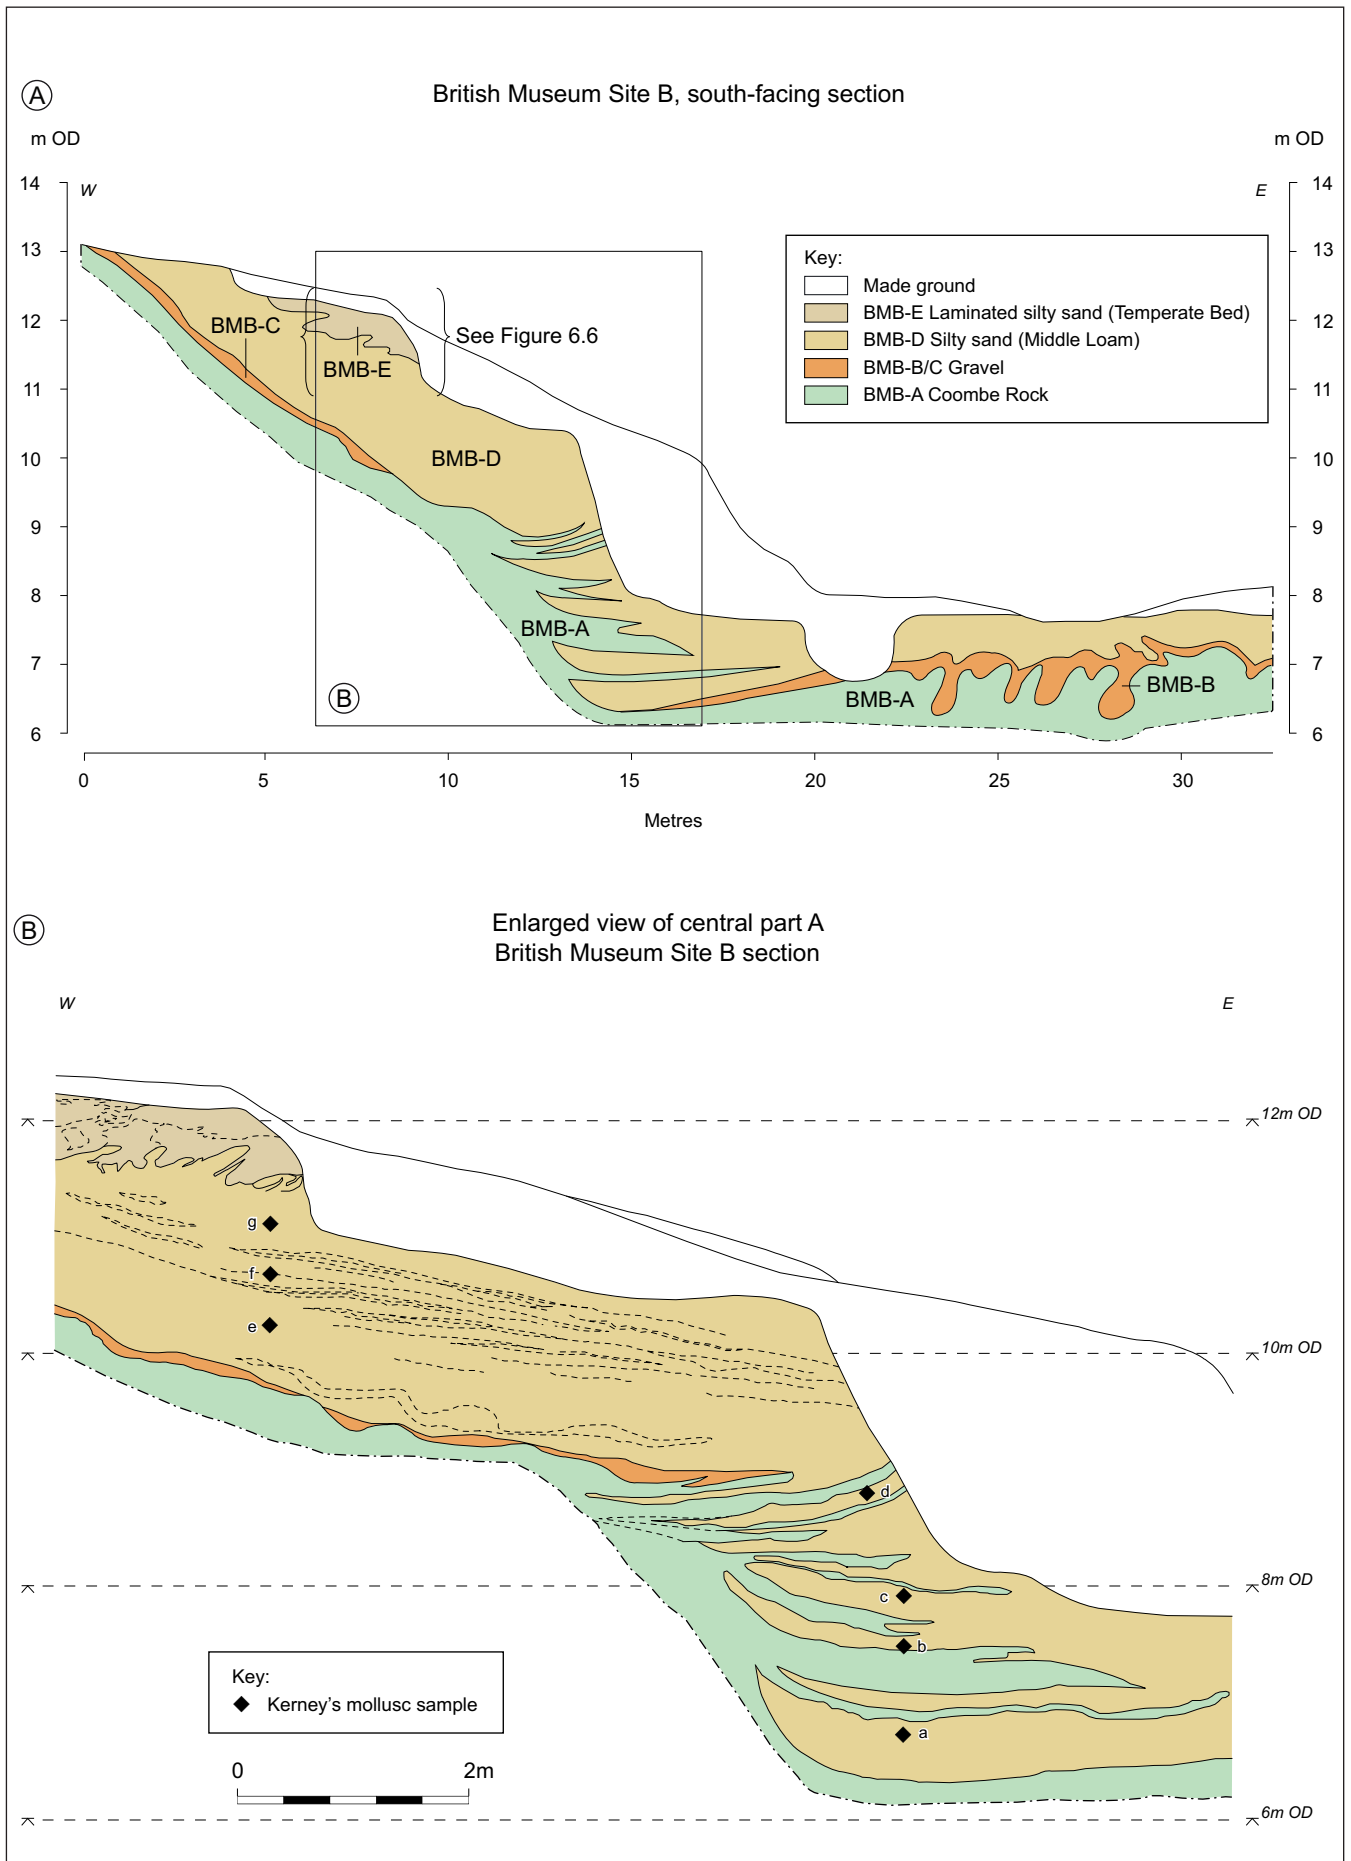 A
British Museum Site B, south-facing section
m OD
m OD
14
W
E
14
13
13
12
12
11
11
10
10
9
9
8
8
7
7
6
6
Key:
Made ground
BMB-E Laminated silty sand (Temperate Bed)
BMB-D Silty sand (Middle Loam)
BMB-B/C Gravel
BMB-A Coombe Rock
BMB-C
See Figure 6.6
BMB-E
BMB-D
BMB-A
BMB-A
BMB-B
B
0
5
10
15
20
25
30
Metres
B
Enlarged view of central part A
British Museum Site B section
W
E
12m OD
g
f
e
10m OD
d
8m OD
c
b
a
Key:
Kerney's mollusc sample
0
2m
6m OD